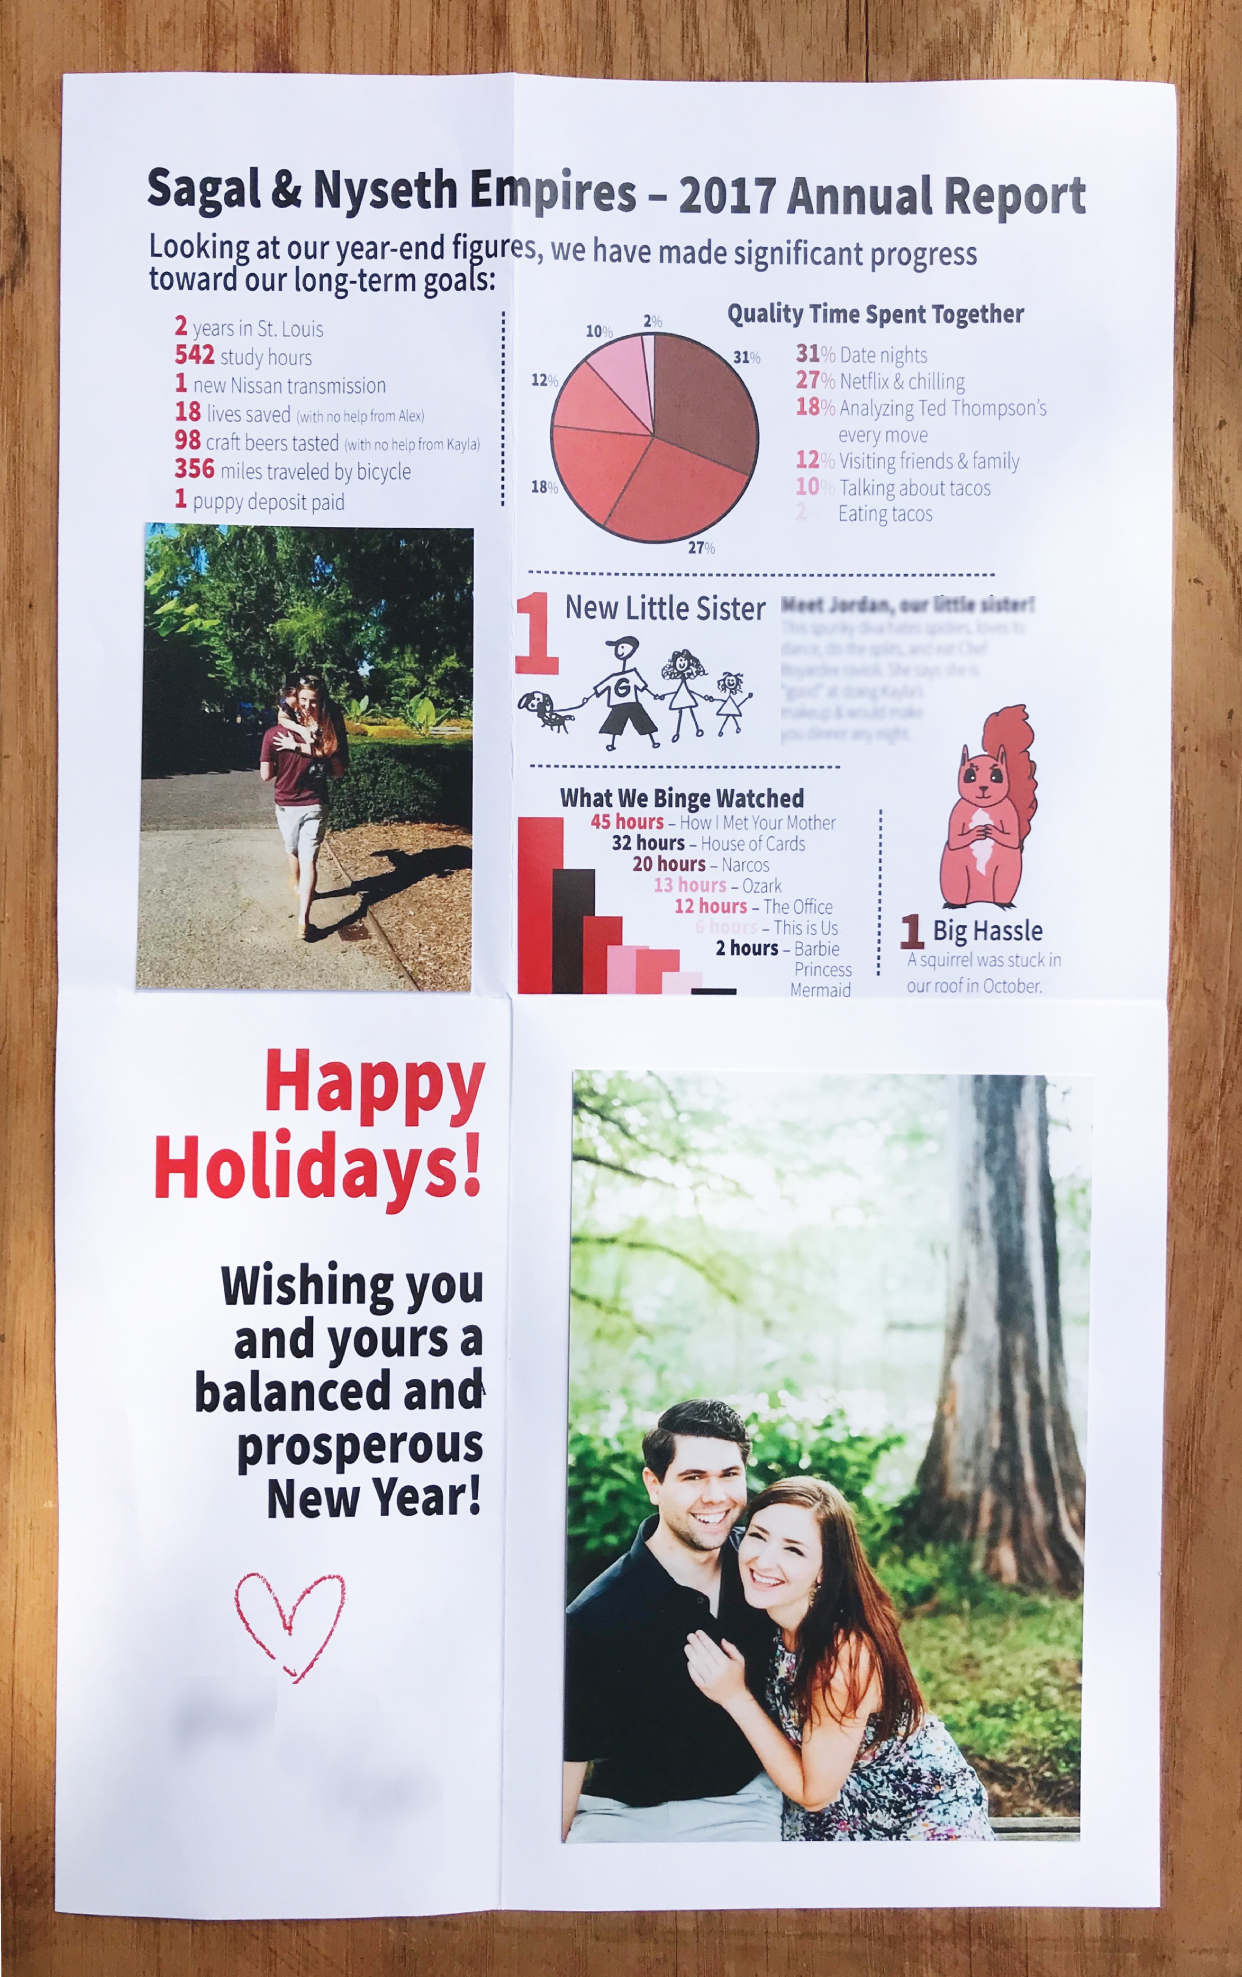 Sagal & Nyseth Empires – 2017 Annual Report
Looking at our year-end figures, we have made significant progress
toward our long-term goals:
2 years in St. Louis
542 study hours
1 new Nissan transmission
18 lives saved (with no help from Alex)
98 craft beers tasted (with no help from Kayla)
356 miles traveled by bicycle
1 puppy deposit paid
Quality Time Spent Together
2%
10%
31%
12%
18%
27%
31% Date nights
27% Netflix & chilling
18% Analyzing Ted Thompson's
every move
12% Visiting friends & family
10% Talking about tacos
2 Eating tacos
1 New Little Sister
G
Meet Jordan, our little sister!
This spunky diva hates spiders, loves to
dance, do the splits, and eat Chef
Boyardee ravioli. She says she is
"good" at doing Kayla's
makeup & would make
you dinner any night.
What We Binge Watched
45 hours – How I Met Your Mother
32 hours – House of Cards
20 hours – Narcos
13 hours – Ozark
12 hours – The Office
6 hours – This is Us
2 hours – Barbie
Princess
Mermaid
1 Big Hassle
A squirrel was stuck in
our roof in October.
Happy
Holidays!
Wishing you
and yours a
balanced and
prosperous
New Year!